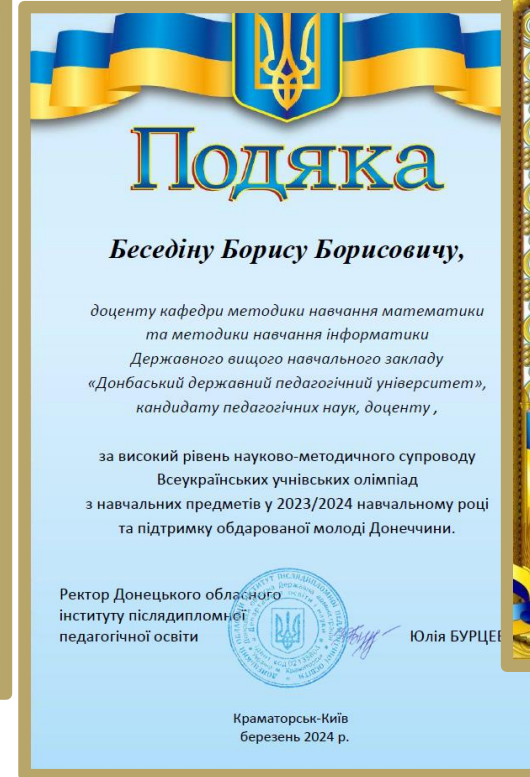 Подяка
Беседіну Борису Борисовичу,
доценту кафедри методики навчання математики
та методики навчання інформатики
Державного вищого навчального закладу
«Донбаський державний педагогічний університет»,
кандидату педагогічних наук, доценту ,
за високий рівень науково-методичного супроводу
Всеукраїнських учнівських олімпіад
з навчальних предметів у 2023/2024 навчальному році
та підтримку обдарованої молоді Донеччини.
Ректор Донецького обласного
інституту післядипломної
педагогічної освіти
Юлія
Краматорськ-Київ
березень 2024 р.